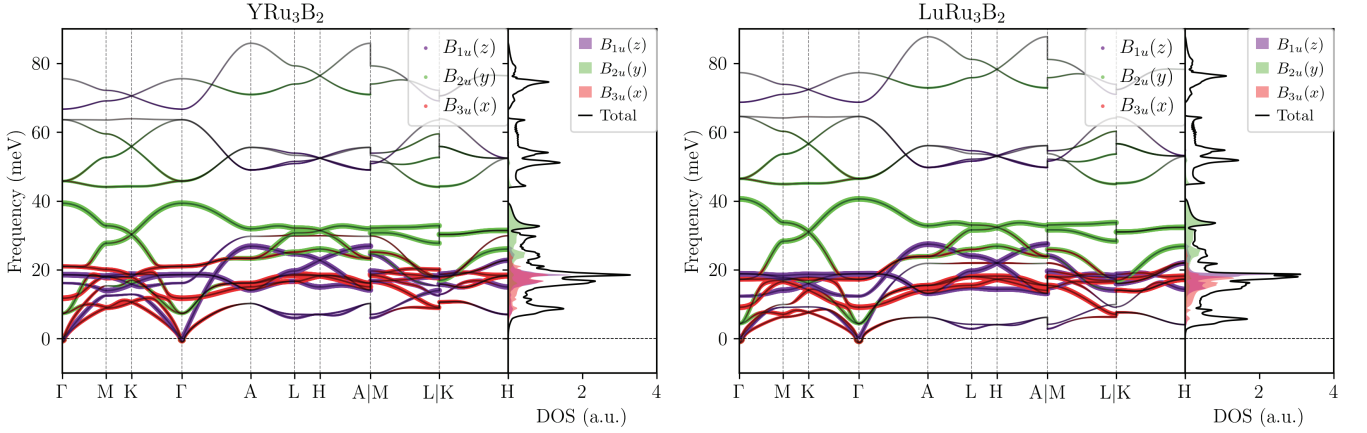 YRu₃B₂
Frequency (meV)
80
60
40
20
0
Γ M K Γ A L H A|M L|K H
B₁ᵤ(z)
B₂ᵤ(y)
B₃ᵤ(x)
B₁ᵤ(z)
B₂ᵤ(y)
B₃ᵤ(x)
Total
2 4
DOS (a.u.)
LuRu₃B₂
Frequency (meV)
80
60
40
20
0
Γ M K Γ A L H A|M L|K H
B₁ᵤ(z)
B₂ᵤ(y)
B₃ᵤ(x)
B₁ᵤ(z)
B₂ᵤ(y)
B₃ᵤ(x)
Total
2 4
DOS (a.u.)